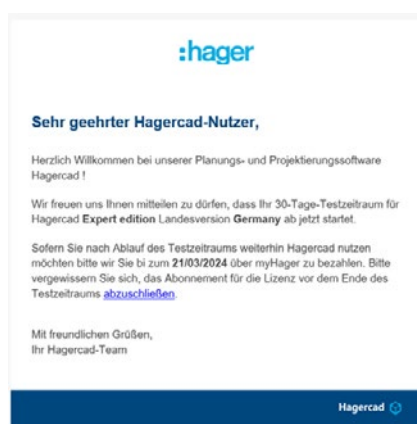 :hager
Sehr geehrter Hagercad-Nutzer,
Herzlich Willkommen bei unserer Planungs- und Projektierungssoftware
Hagercad !
Wir freuen uns Ihnen mitteilen zu dürfen, dass Ihr 30-Tage-Testzeitraum für
Hagercad Expert edition Landesversion Germany ab jetzt startet.
Sofern Sie nach Ablauf des Testzeitraums weiterhin Hagercad nutzen
möchten bitte wir Sie bi zum 21/03/2024 über myHager zu bezahlen. Bitte
vergewissern Sie sich, das Abonnement für die Lizenz vor dem Ende des
Testzeitraums abzuschließen.
Mit freundlichen Grüßen,
Ihr Hagercad-Team
Hagercad